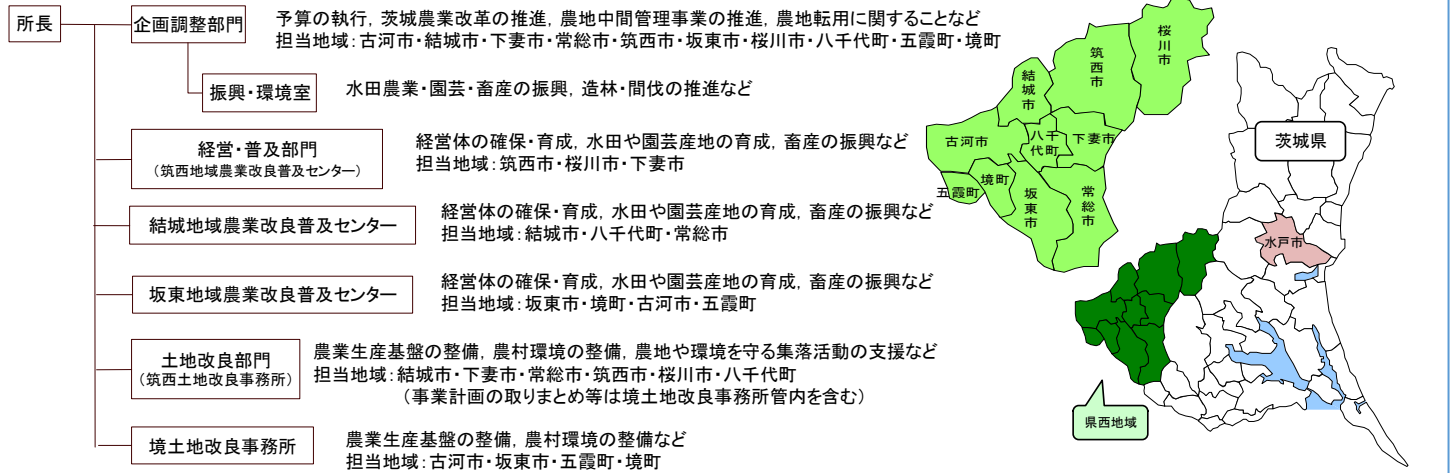 所長
企画調整部門
予算の執行，茨城農業改革の推進，農地中間管理事業の推進，農地転用に関することなど
担当地域：古河市・結城市・下妻市・常総市・筑西市・坂東市・桜川市・八千代町・五霞町・境町
振興・環境室
水田農業・園芸・畜産の振興，造林・間伐の推進など
経営・普及部門
（筑西地域農業改良普及センター）
経営体の確保・育成，水田や園芸産地の育成，畜産の振興など
担当地域：筑西市・桜川市・下妻市
結城地域農業改良普及センター
経営体の確保・育成，水田や園芸産地の育成，畜産の振興など
担当地域：結城市・八千代町・常総市
坂東地域農業改良普及センター
経営体の確保・育成，水田や園芸産地の育成，畜産の振興など
担当地域：坂東市・境町・古河市・五霞町
土地改良部門
（筑西土地改良事務所）
農業生産基盤の整備，農村環境の整備，農地や環境を守る集落活動の支援など
担当地域：結城市・下妻市・常総市・筑西市・桜川市・八千代町
（事業計画の取りまとめ等は境土地改良事務所管内を含む）
境土地改良事務所
農業生産基盤の整備，農村環境の整備など
担当地域：古河市・坂東市・五霞町・境町
桜川市
筑西市
結城市
古河市
八千
代町
下妻市
五霞町
境町
坂東市
常総市
茨城県
水戸市
県西地域